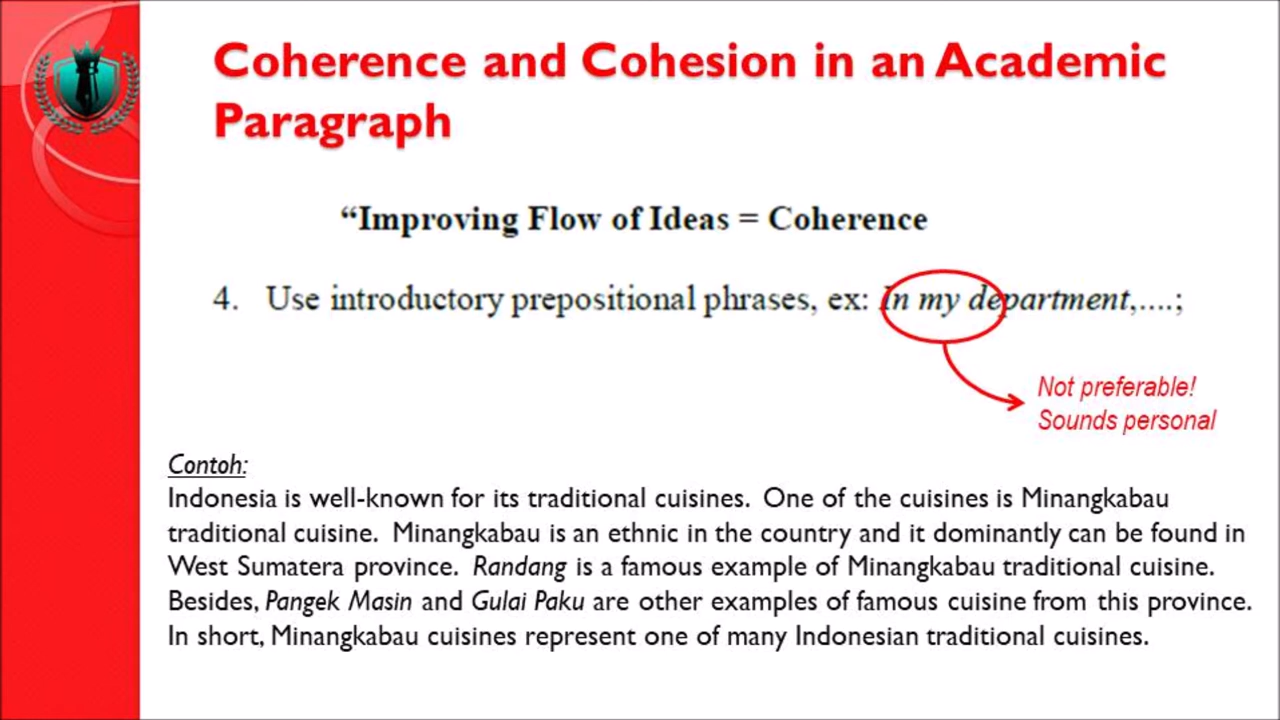 Coherence and Cohesion in an Academic
Paragraph
“Improving Flow of Ideas = Coherence
4. Use introductory prepositional phrases, ex: In my department,....;
Not preferable!
Sounds personal
Contoh:
Indonesia is well-known for its traditional cuisines. One of the cuisines is Minangkabau
traditional cuisine. Minangkabau is an ethnic in the country and it dominantly can be found in
West Sumatera province. Randang is a famous example of Minangkabau traditional cuisine.
Besides, Pangek Masin and Gulai Paku are other examples of famous cuisine from this province.
In short, Minangkabau cuisines represent one of many Indonesian traditional cuisines.